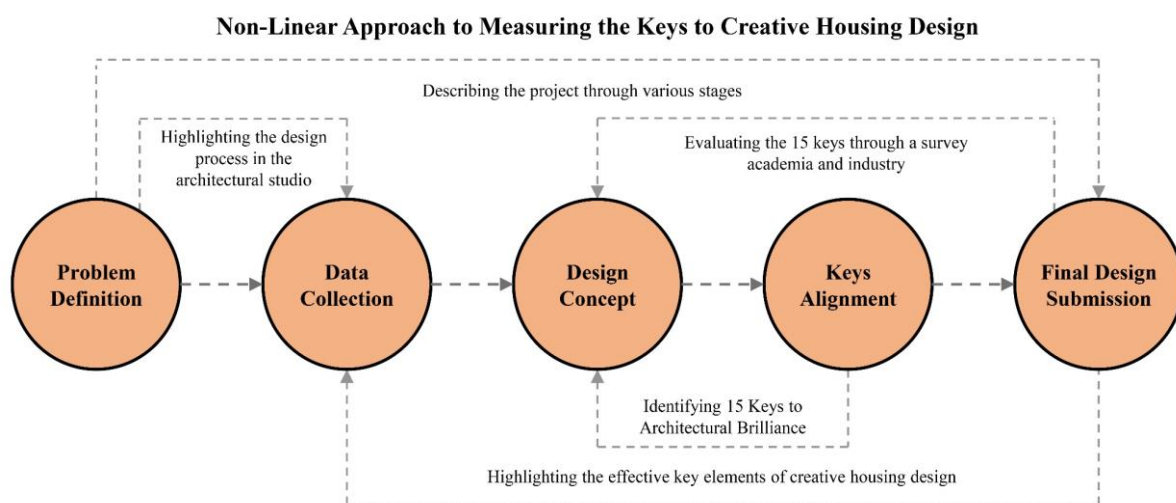 Non-Linear Approach to Measuring the Keys to Creative Housing Design
Describing the project through various stages
Highlighting the design
process in the
architectural studio
Evaluating the 15 keys through a survey
academia and industry
Problem
Definition
Data
Collection
Design
Concept
Keys
Alignment
Final Design
Submission
Identifying 15 Keys to
Architectural Brilliance
Highlighting the effective key elements of creative housing design